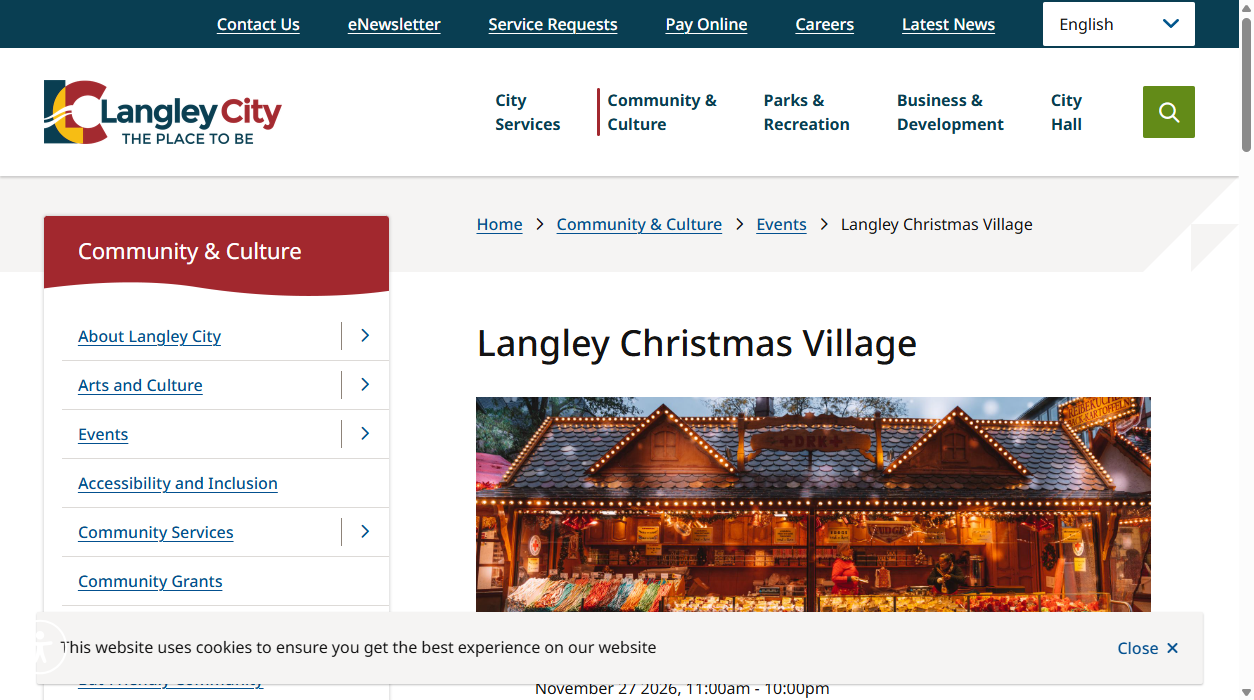 Contact Us
eNewsletter
Service Requests
Pay Online
Careers
Latest News
English
Langley City
THE PLACE TO BE
City Services
Community & Culture
Parks & Recreation
Business & Development
City Hall
Home > Community & Culture > Events > Langley Christmas Village
Community & Culture
About Langley City
Arts and Culture
Events
Accessibility and Inclusion
Community Services
Community Grants
Langley Christmas Village
DRK
FUDGE
This website uses cookies to ensure you get the best experience on our website
Close
November 27 2026, 11:00am - 10:00pm